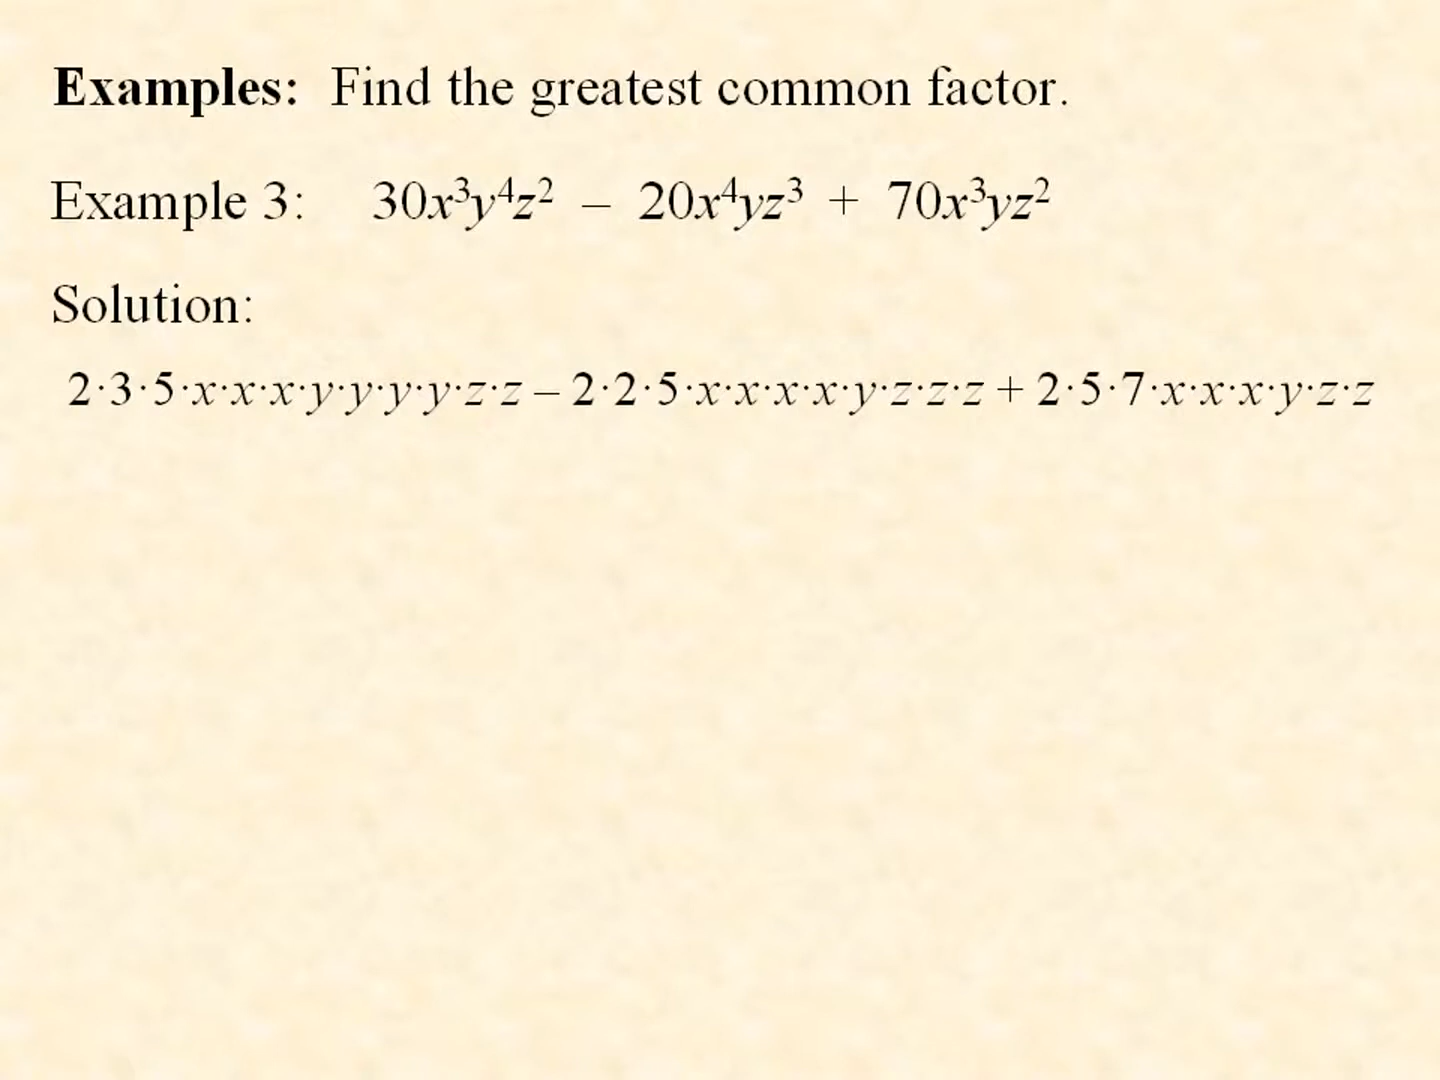 Examples: Find the greatest common factor.
Example 3: 30x³y⁴z² – 20x⁴yz³ + 70x³yz²
Solution:
2·3·5·x·x·x·y·y·y·y·z·z – 2·2·5·x·x·x·x·y·z·z·z + 2·5·7·x·x·x·y·z·z